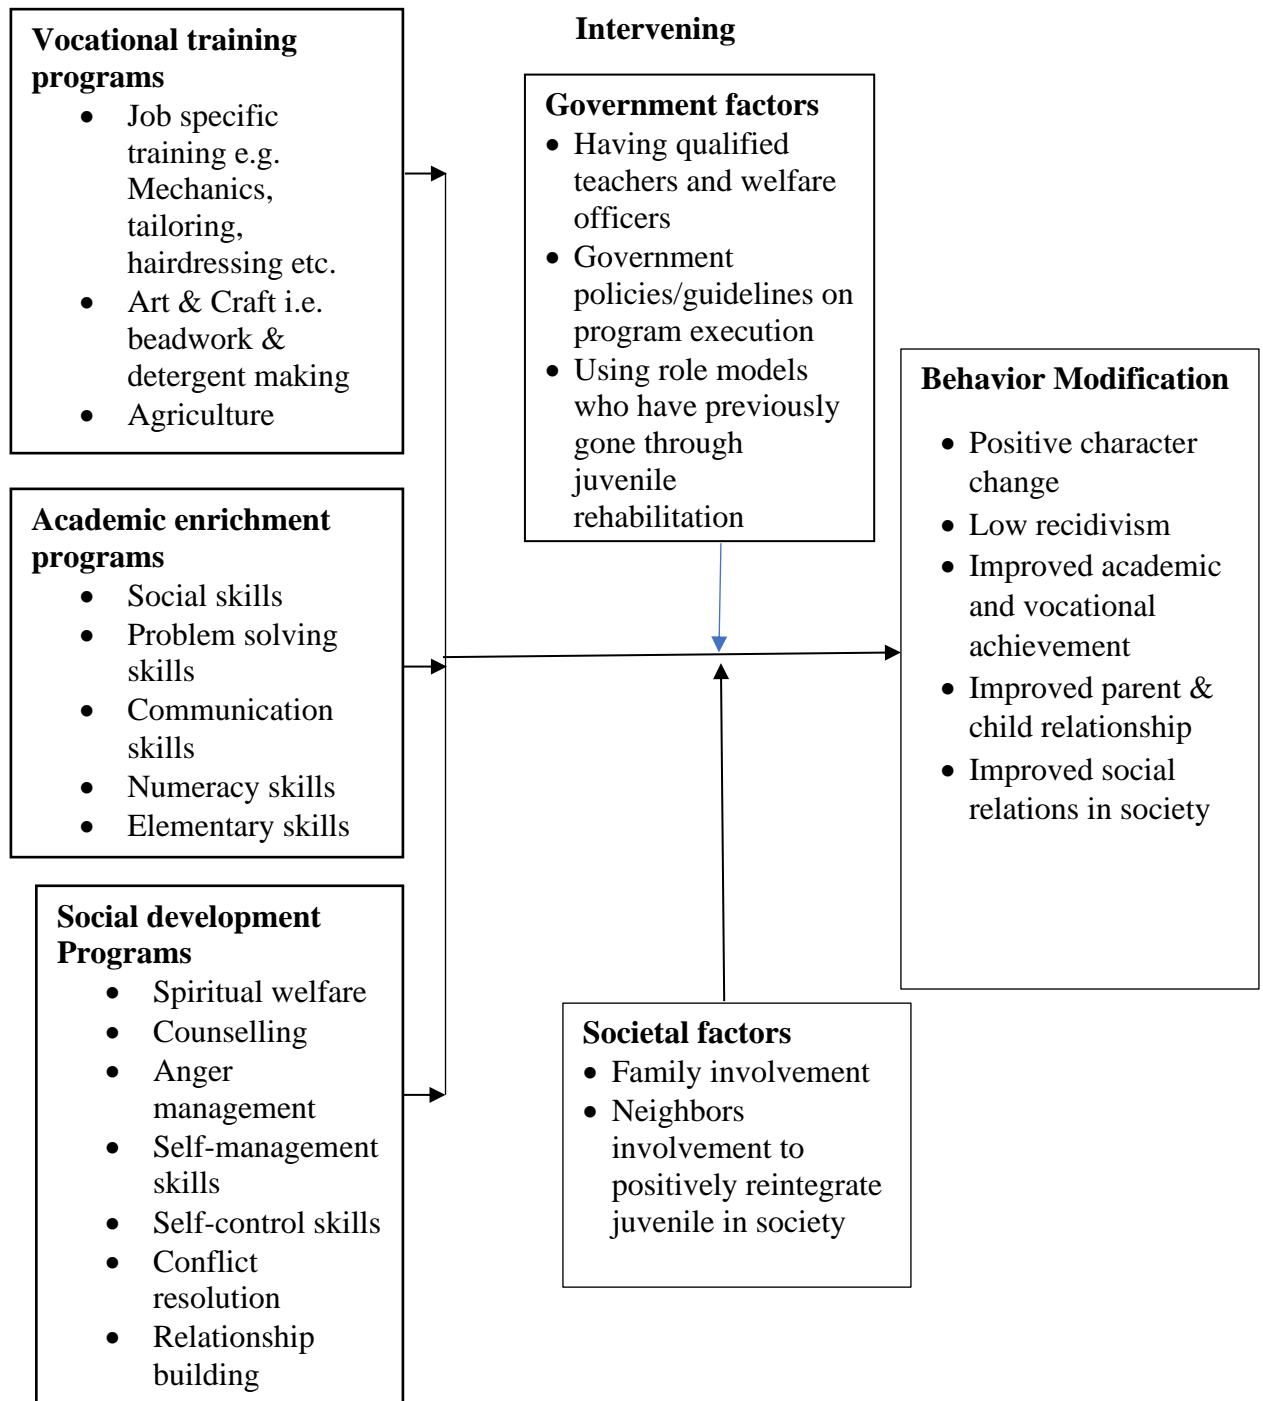 Vocational training
programs
• Job specific
training e.g.
Mechanics,
tailoring,
hairdressing etc.
• Art & Craft i.e.
beadwork &
detergent making
• Agriculture
Academic enrichment
programs
• Social skills
• Problem solving
skills
• Communication
skills
• Numeracy skills
• Elementary skills
Social development
Programs
• Spiritual welfare
• Counselling
• Anger
management
• Self-management
skills
• Self-control skills
• Conflict
resolution
• Relationship
building
Intervening
Government factors
• Having qualified
teachers and welfare
officers
• Government
policies/guidelines on
program execution
• Using role models
who have previously
gone through
juvenile
rehabilitation
Societal factors
• Family involvement
• Neighbors
involvement to
positively reintegrate
juvenile in society
Behavior Modification
• Positive character
change
• Low recidivism
• Improved academic
and vocational
achievement
• Improved parent &
child relationship
• Improved social
relations in society